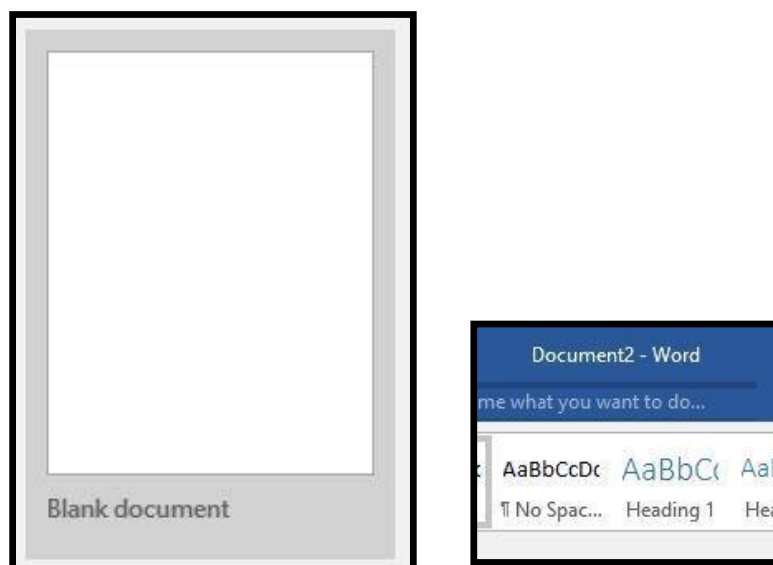 Blank document
Document2 - Word
me what you want to do...
AaBbCcDc AaBbC
¶ No Spac... Heading 1